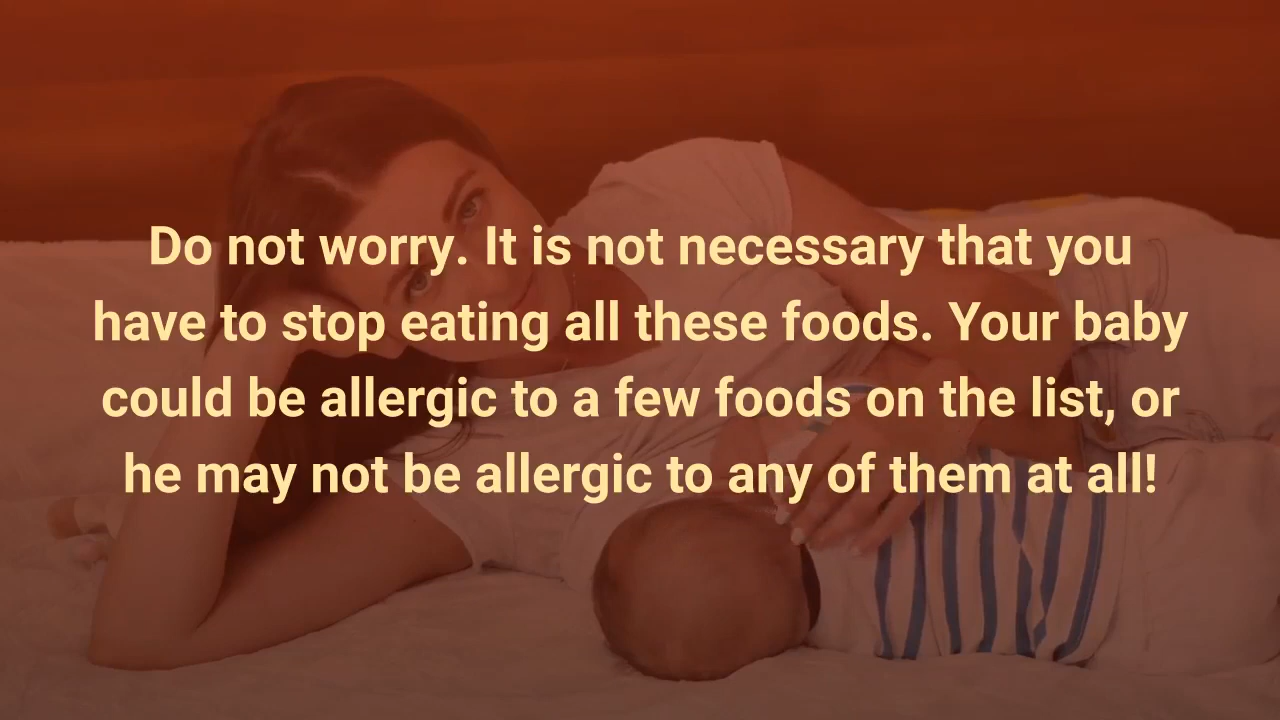 Do not worry. It is not necessary that you
have to stop eating all these foods. Your baby
could be allergic to a few foods on the list, or
he may not be allergic to any of them at all!